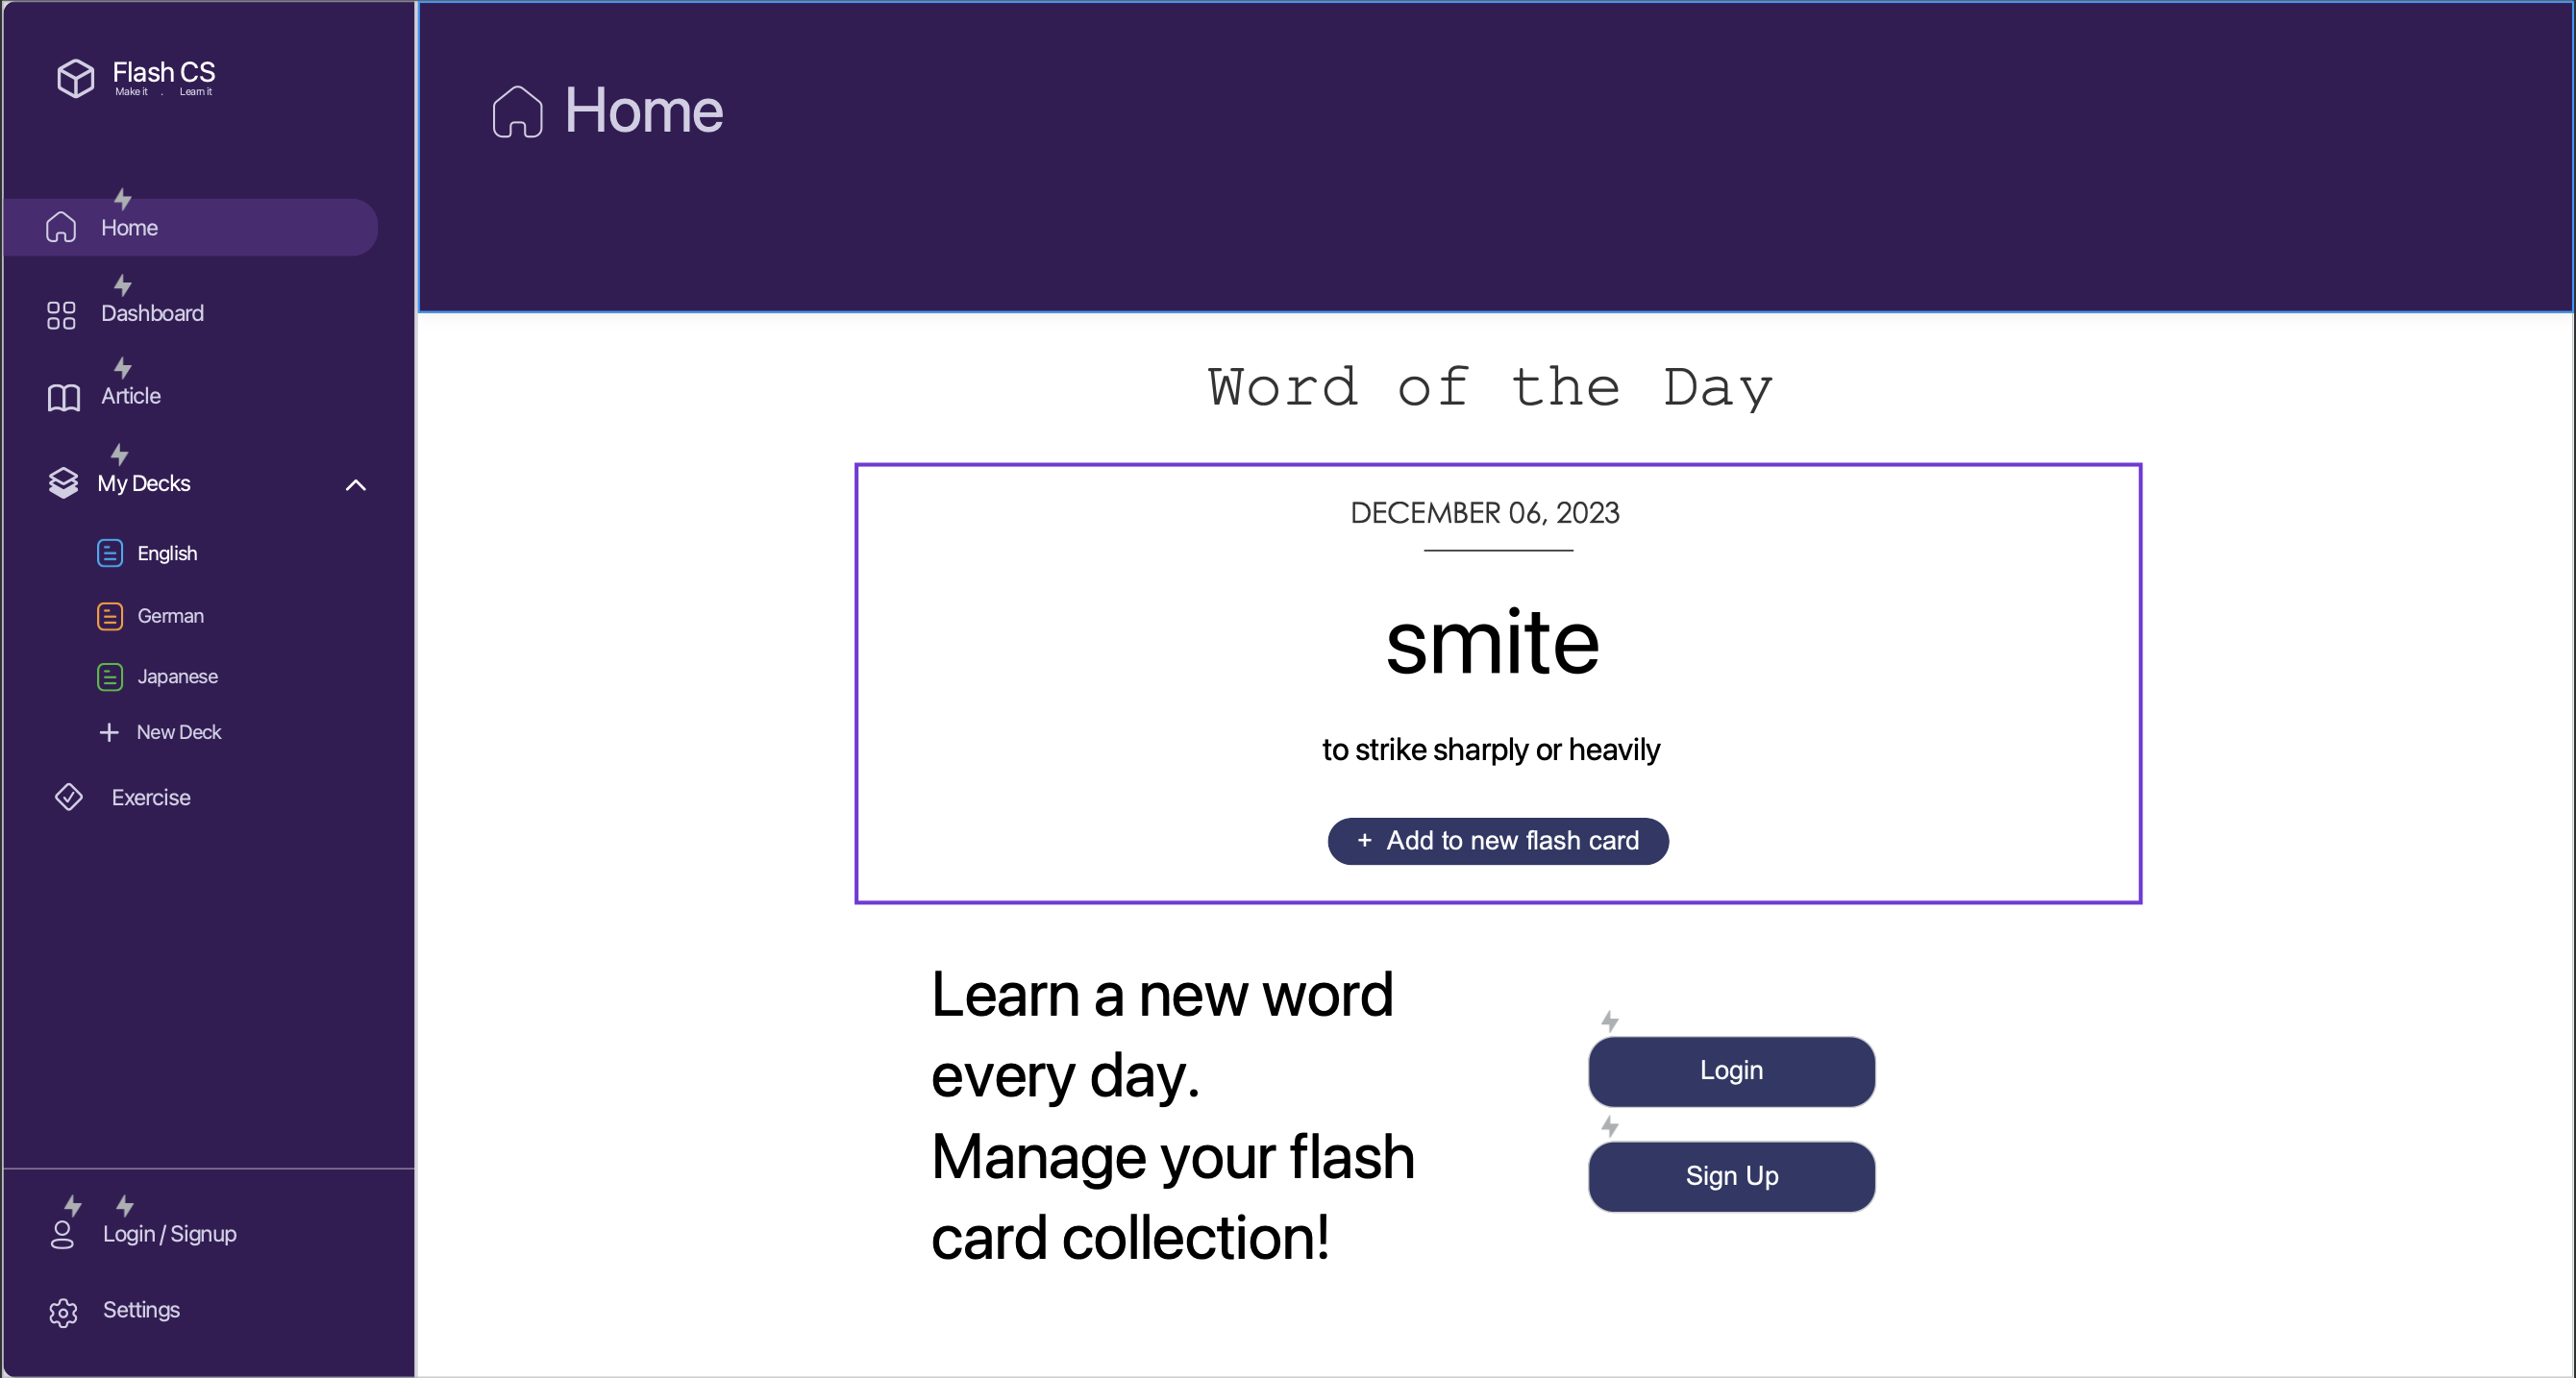 Flash CS
Make it . Learn it
Home
Dashboard
Article
My Decks
English
German
Japanese
+ New Deck
Exercise
Login / Signup
Settings
Home
Word of the Day
DECEMBER 06, 2023
smite
to strike sharply or heavily
+ Add to new flash card
Learn a new word
every day.
Manage your flash
card collection!
Login
Sign Up